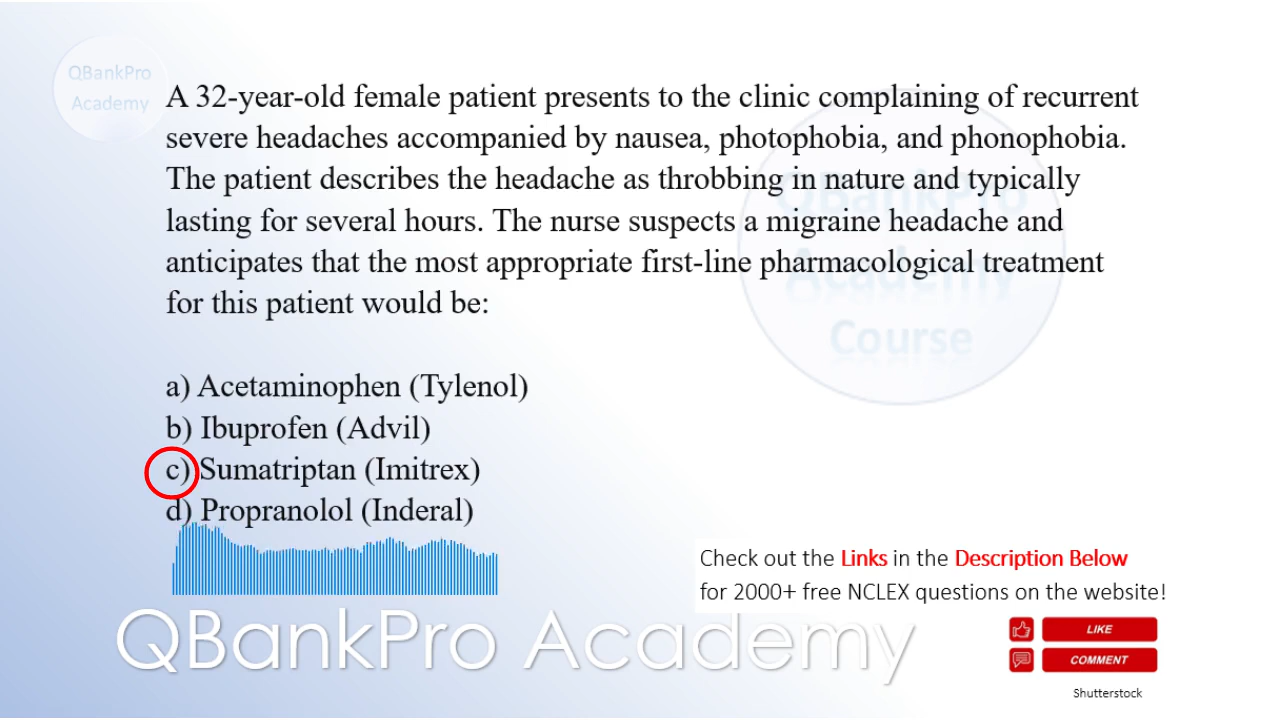 QBankPro
Academy
A 32-year-old female patient presents to the clinic complaining of recurrent
severe headaches accompanied by nausea, photophobia, and phonophobia.
The patient describes the headache as throbbing in nature and typically
lasting for several hours. The nurse suspects a migraine headache and
anticipates that the most appropriate first-line pharmacological treatment
for this patient would be:
QBankPro
Academy
Course
a) Acetaminophen (Tylenol)
b) Ibuprofen (Advil)
c) Sumatriptan (Imitrex)
d) Propranolol (Inderal)
Check out the Links in the Description Below
for 2000+ free NCLEX questions on the website!
QBankPro Academy
LIKE
COMMENT
Shutterstock